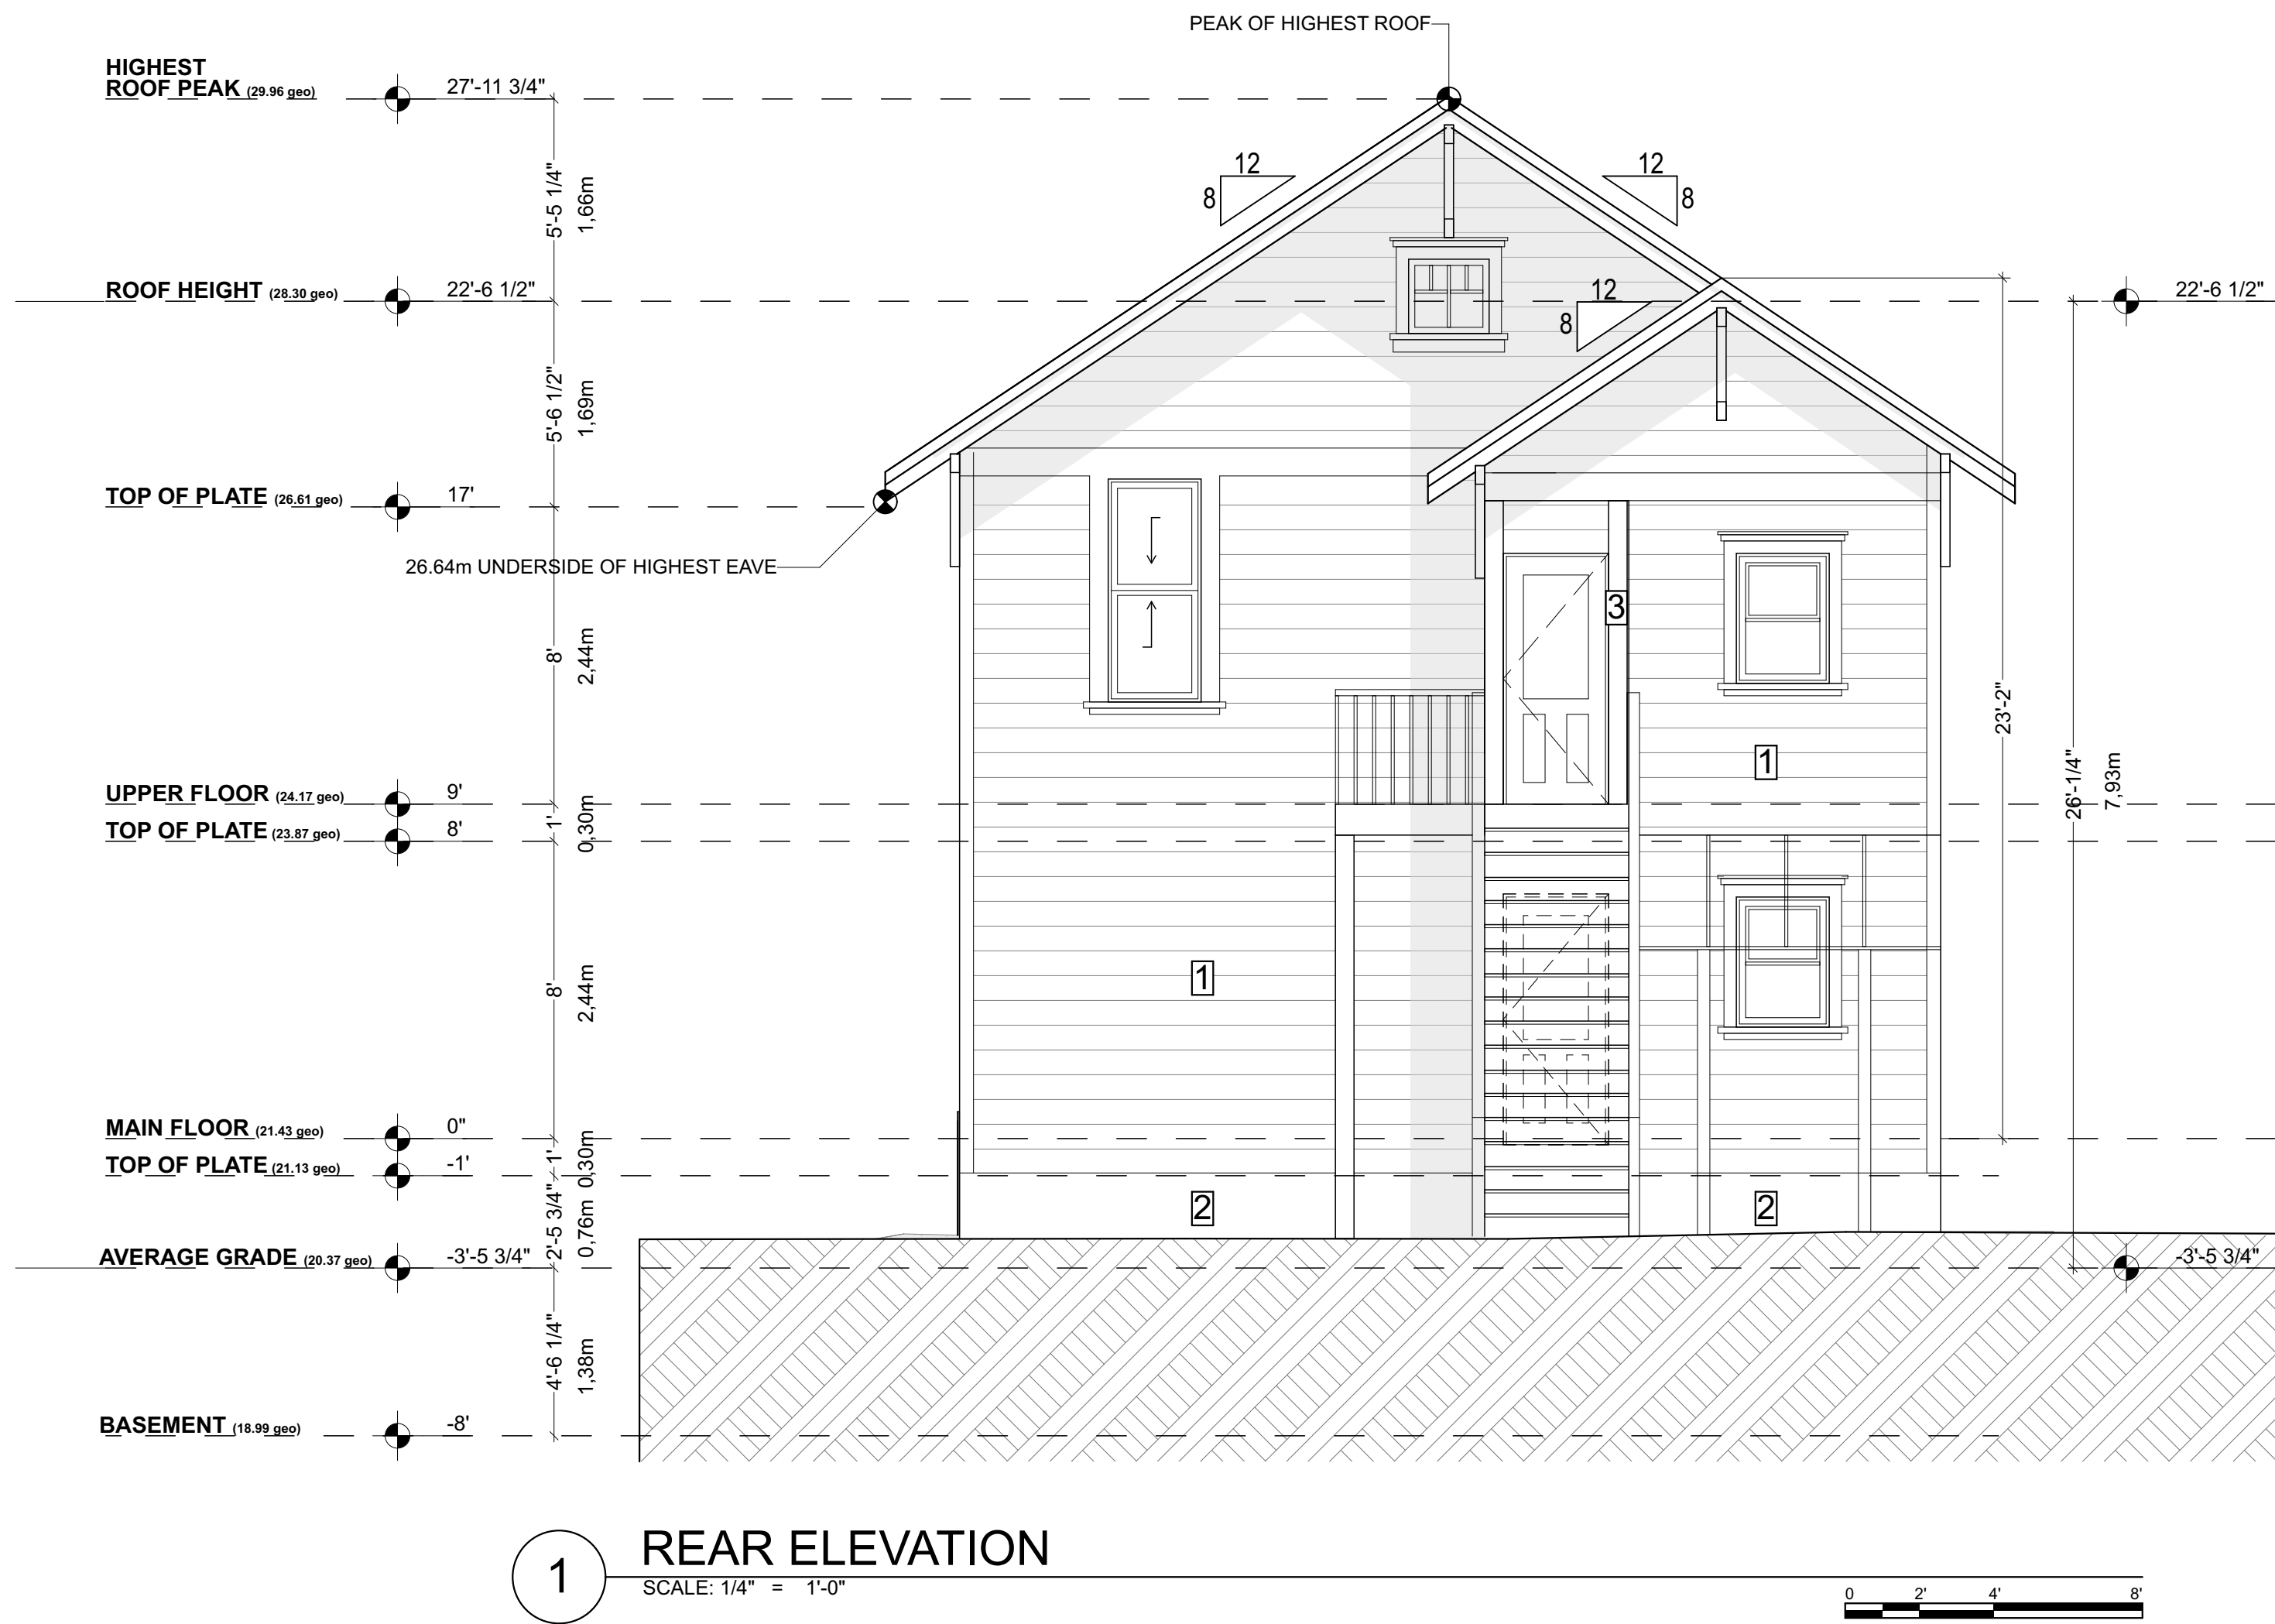 PEAK OF HIGHEST ROOF
HIGHEST
ROOF PEAK (29.96 geo)
27'-11 3/4"
5'-5 1/4"
1,66m
12
8
12
8
ROOF HEIGHT (28.30 geo)
22'-6 1/2"
12
8
22'-6 1/2"
5'-6 1/2"
1,69m
TOP OF PLATE (26.61 geo)
17'
26.64m UNDERSIDE OF HIGHEST EAVE
3
8'
2,44m
23'-2"
26'-1/4"
7,93m
1
UPPER FLOOR (24.17 geo)
9'
1'
0,30m
TOP OF PLATE (23.87 geo)
8'
8'
2,44m
1
MAIN FLOOR (21.43 geo)
0"
1'
0,30m
TOP OF PLATE (21.13 geo)
-1'
2'-5 3/4"
0,76m
2
2
AVERAGE GRADE (20.37 geo)
-3'-5 3/4"
-3'-5 3/4"
4'-6 1/4"
1,38m
BASEMENT (18.99 geo)
-8'
1
REAR ELEVATION
SCALE: 1/4" = 1'-0"
0 2' 4' 8'